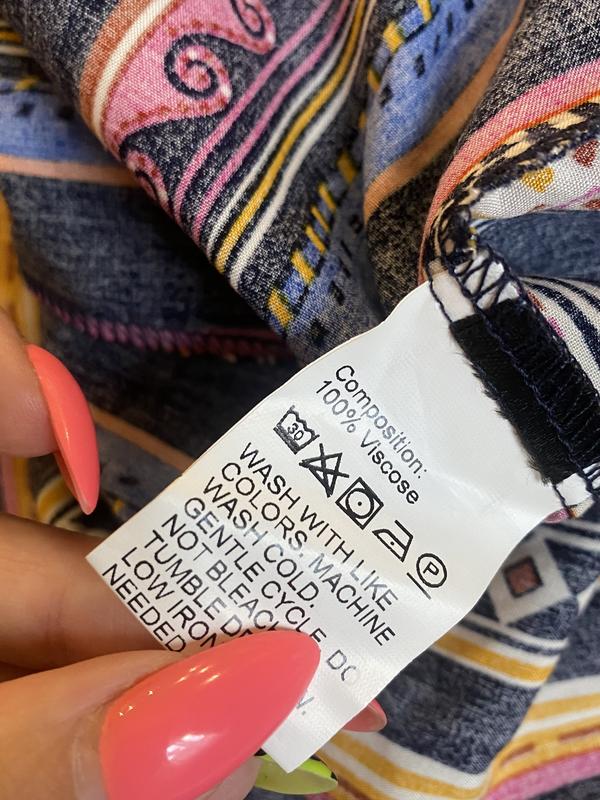 Composition:
100% Viscose
30 P
WASH WITH LIKE
COLORS, MACHINE
WASH COLD.
GENTLE CYCLE. DO
NOT BLEACH.
TUMBLE
LOW IRON
NEEDED